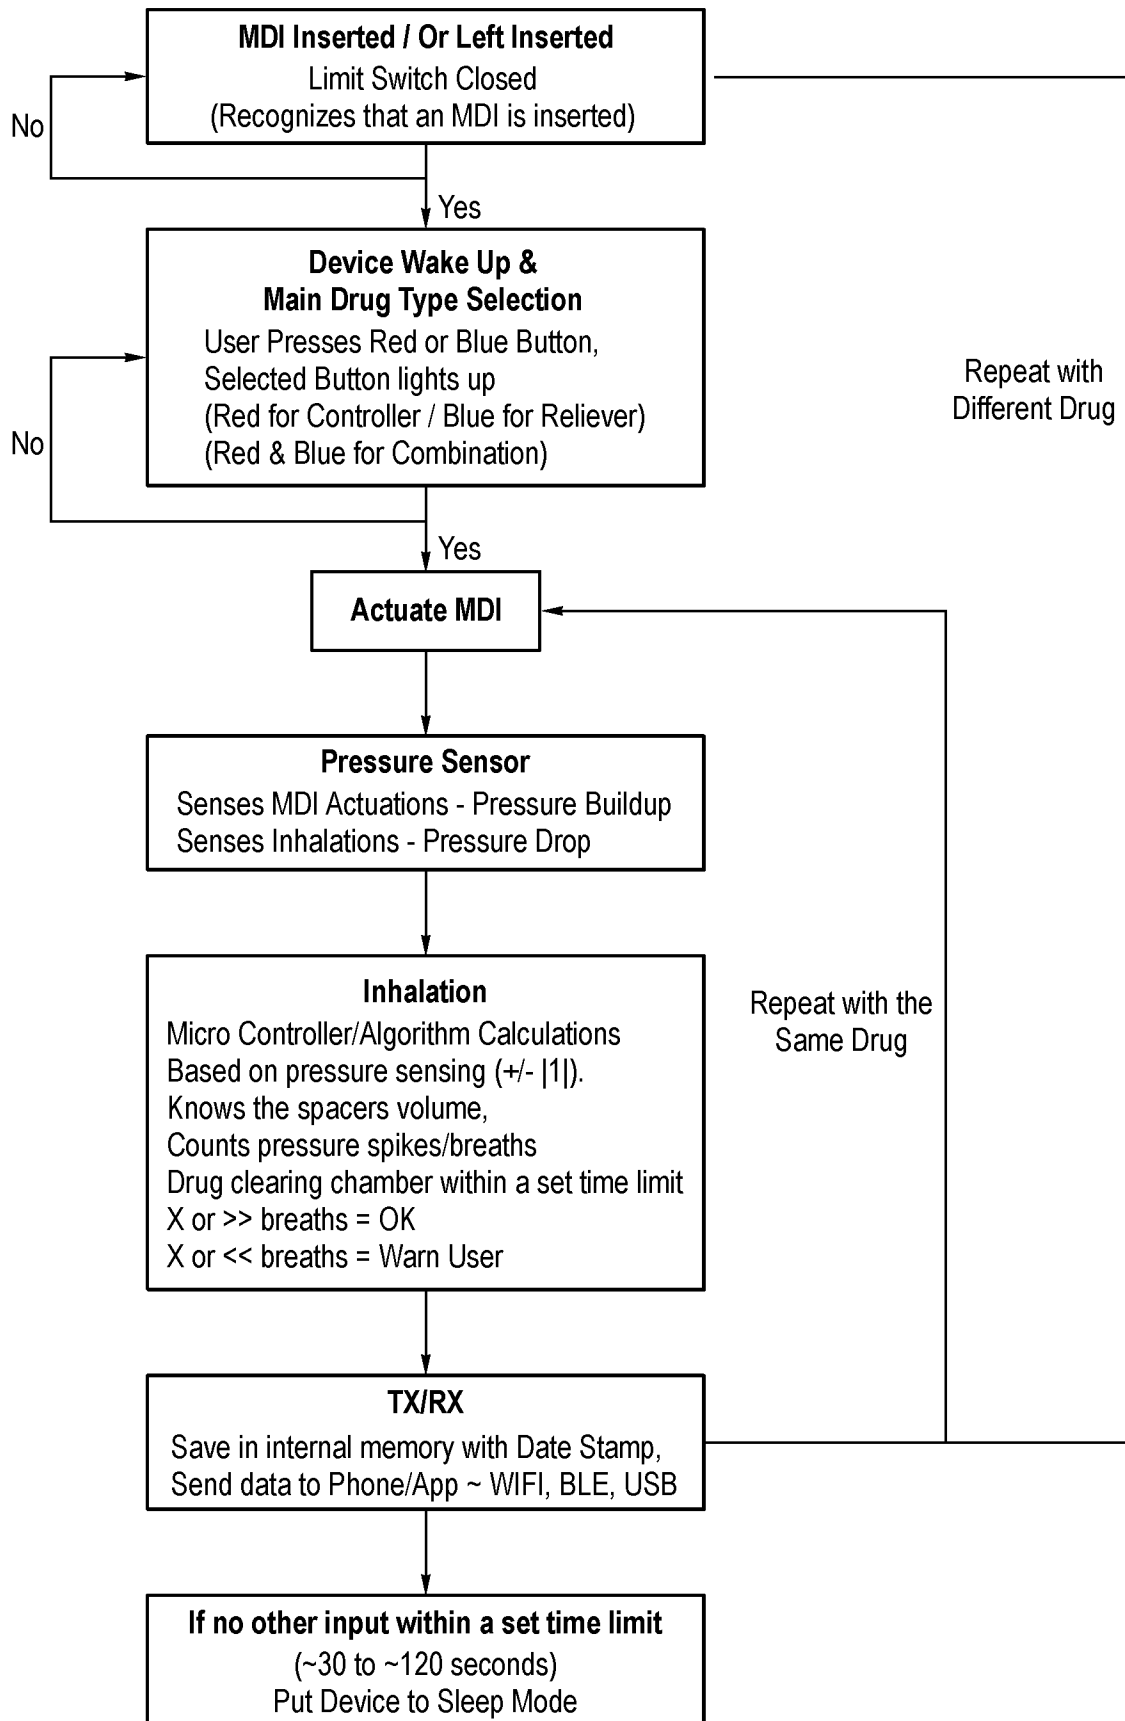 MDI Inserted / Or Left Inserted
Limit Switch Closed
(Recognizes that an MDI is inserted)
No
Yes
Device Wake Up &
Main Drug Type Selection
User Presses Red or Blue Button,
Selected Button lights up
(Red for Controller / Blue for Reliever)
(Red & Blue for Combination)
No
Repeat with
Different Drug
Yes
Actuate MDI
Pressure Sensor
Senses MDI Actuations - Pressure Buildup
Senses Inhalations - Pressure Drop
Inhalation
Micro Controller/Algorithm Calculations
Based on pressure sensing (+/- |1|).
Knows the spacers volume,
Counts pressure spikes/breaths
Drug clearing chamber within a set time limit
X or >> breaths = OK
X or << breaths = Warn User
Repeat with the
Same Drug
TX/RX
Save in internal memory with Date Stamp,
Send data to Phone/App ~ WIFI, BLE, USB
If no other input within a set time limit
(~30 to ~120 seconds)
Put Device to Sleep Mode